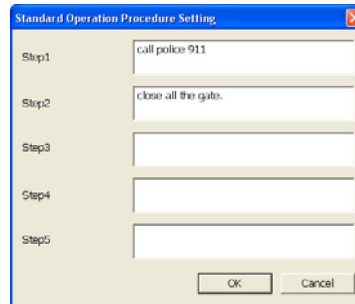 Standard Operation Procedure Setting
Step1
call police 911
Step2
close all the gate.
Step3
Step4
Step5
OK
Cancel